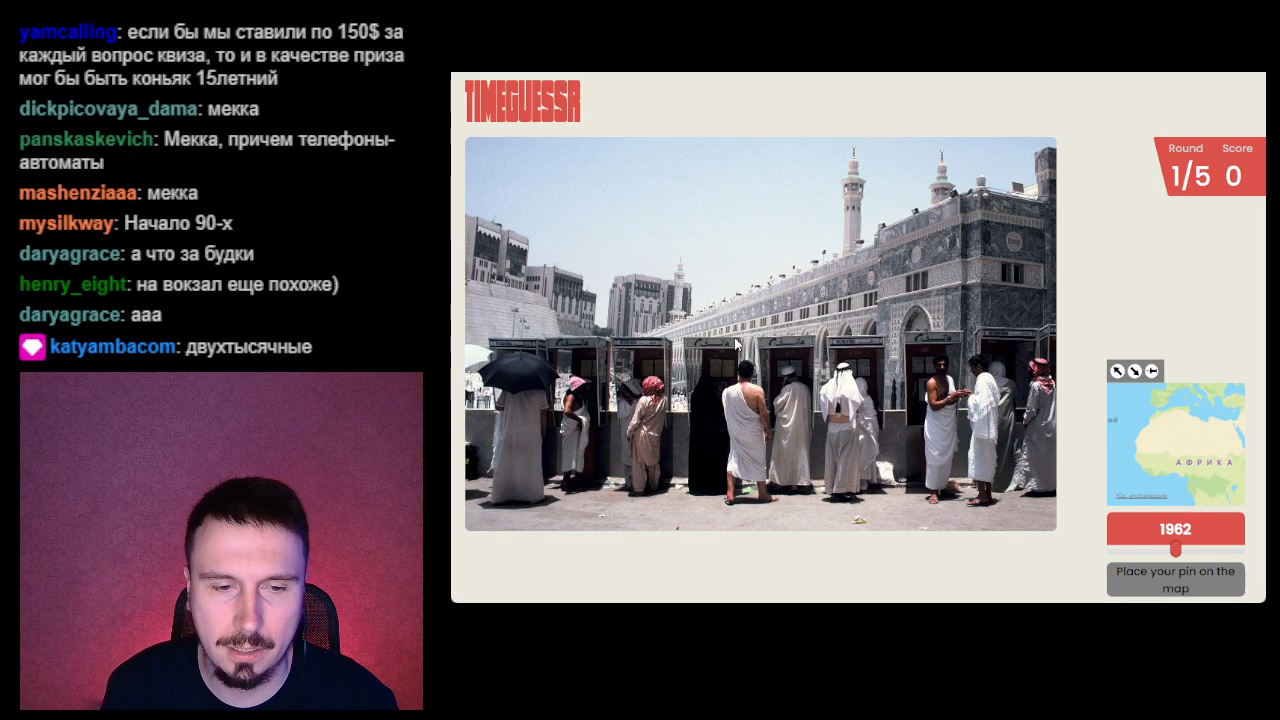 yamcalling: если бы мы ставили по 150$ за
каждый вопрос квиза, то и в качестве приза
мог бы быть коньяк 15летний
dickpicovaya_dama: мекка
panskaskevich: Мекка, причем телефоны-
автоматы
mashenziaaa: мекка
mysilkway: Начало 90-х
daryagrace: а что за будки
henry_eight: на вокзал еще похоже)
daryagrace: ааа
katyambacom: двухтысячные
TIMEGUESSR
Round Score
1/5 0
АФРИКА
1962
Place your pin on the
map